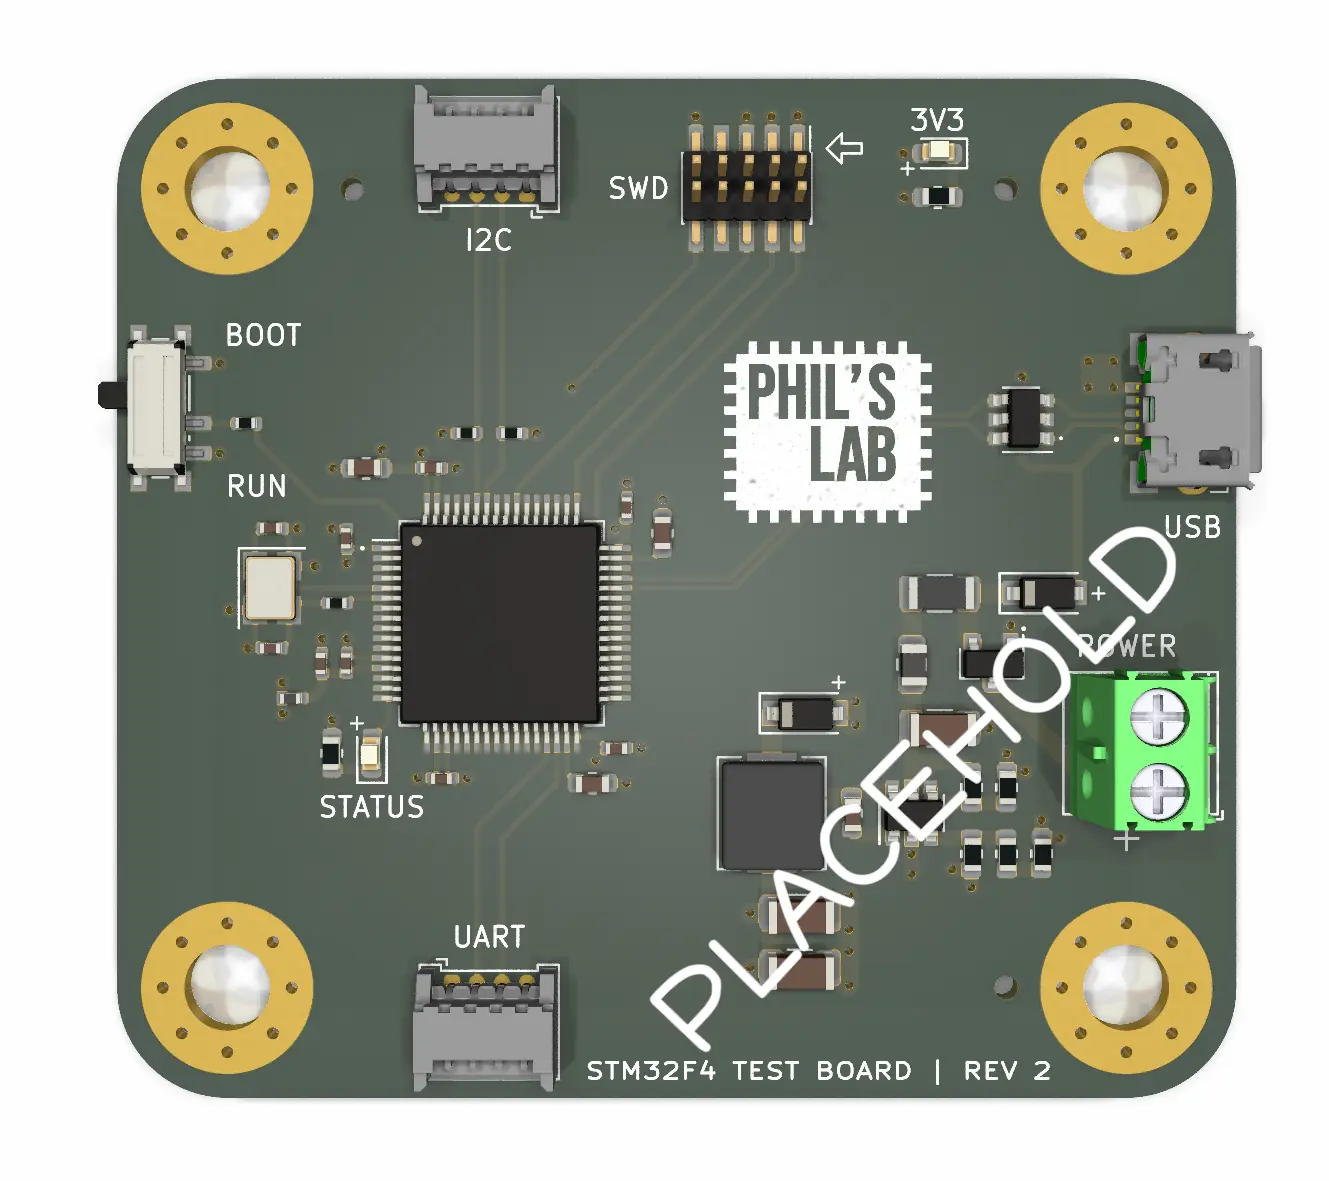 3V3
+
SWD
I2C
BOOT
PHIL'S
LAB
RUN
USB
+
POWER
+
+
STATUS
+
PLACEHOLD
UART
STM32F4 TEST BOARD | REV 2